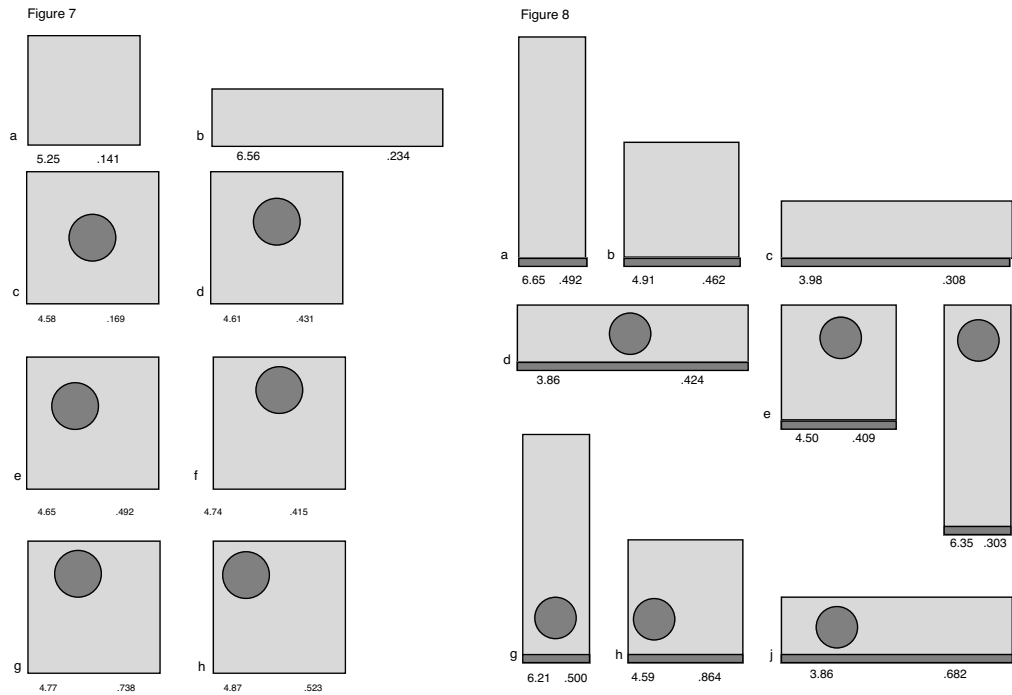 Figure 7
a
5.25 .141
b
6.56 .234
c
4.58 .169
d
4.61 .431
e
4.65 .492
f
4.74 .415
g
4.77 .738
h
4.87 .523
Figure 8
a
6.65 .492
b
4.91 .462
c
3.98 .308
d
3.86 .424
e
4.50 .409
6.35 .303
g
6.21 .500
h
4.59 .864
j
3.86 .682